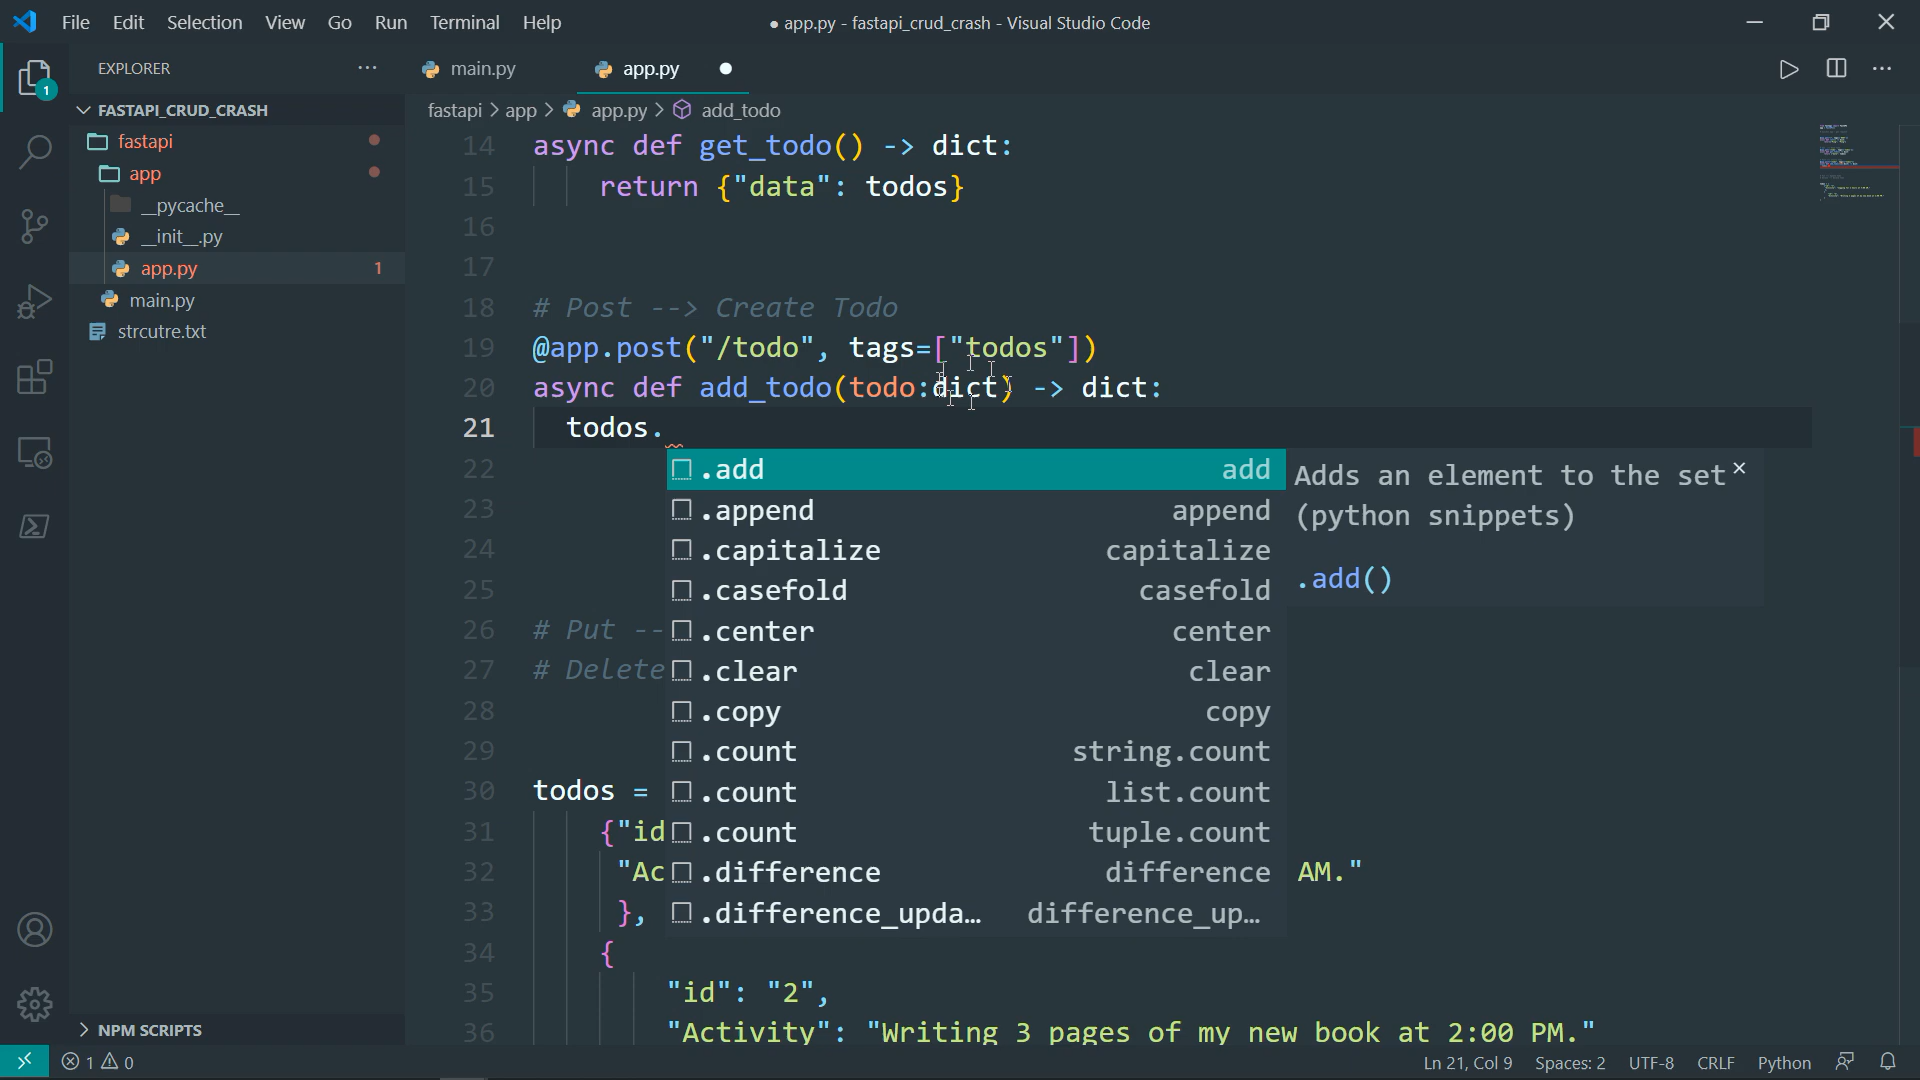 File Edit Selection View Go Run Terminal Help
● app.py - fastapi_crud_crash - Visual Studio Code
EXPLORER
main.py
app.py
1
FASTAPI_CRUD_CRASH
fastapi
app
__pycache__
__init__.py
app.py 1
main.py
strcutre.txt
NPM SCRIPTS
fastapi > app > app.py > add_todo
14 async def get_todo() -> dict:
15 return {"data": todos}
16
17
18 # Post --> Create Todo
19 @app.post("/todo", tags=["todos"])
20 async def add_todo(todo:dict) -> dict:
21 todos.
22
23
24
25
26 # Put --
27 # Delete
28
29
30 todos =
31 {"id
32 "Ac AM."
33 },
34 {
35 "id": "2",
36 "Activity": "Writing 3 pages of my new book at 2:00 PM."
.add add
.append append
.capitalize capitalize
.casefold casefold
.center center
.clear clear
.copy copy
.count string.count
.count list.count
.count tuple.count
.difference difference
.difference_upda… difference_up…
Adds an element to the set
(python snippets)
.add()
1 0
Ln 21, Col 9 Spaces: 2 UTF-8 CRLF Python